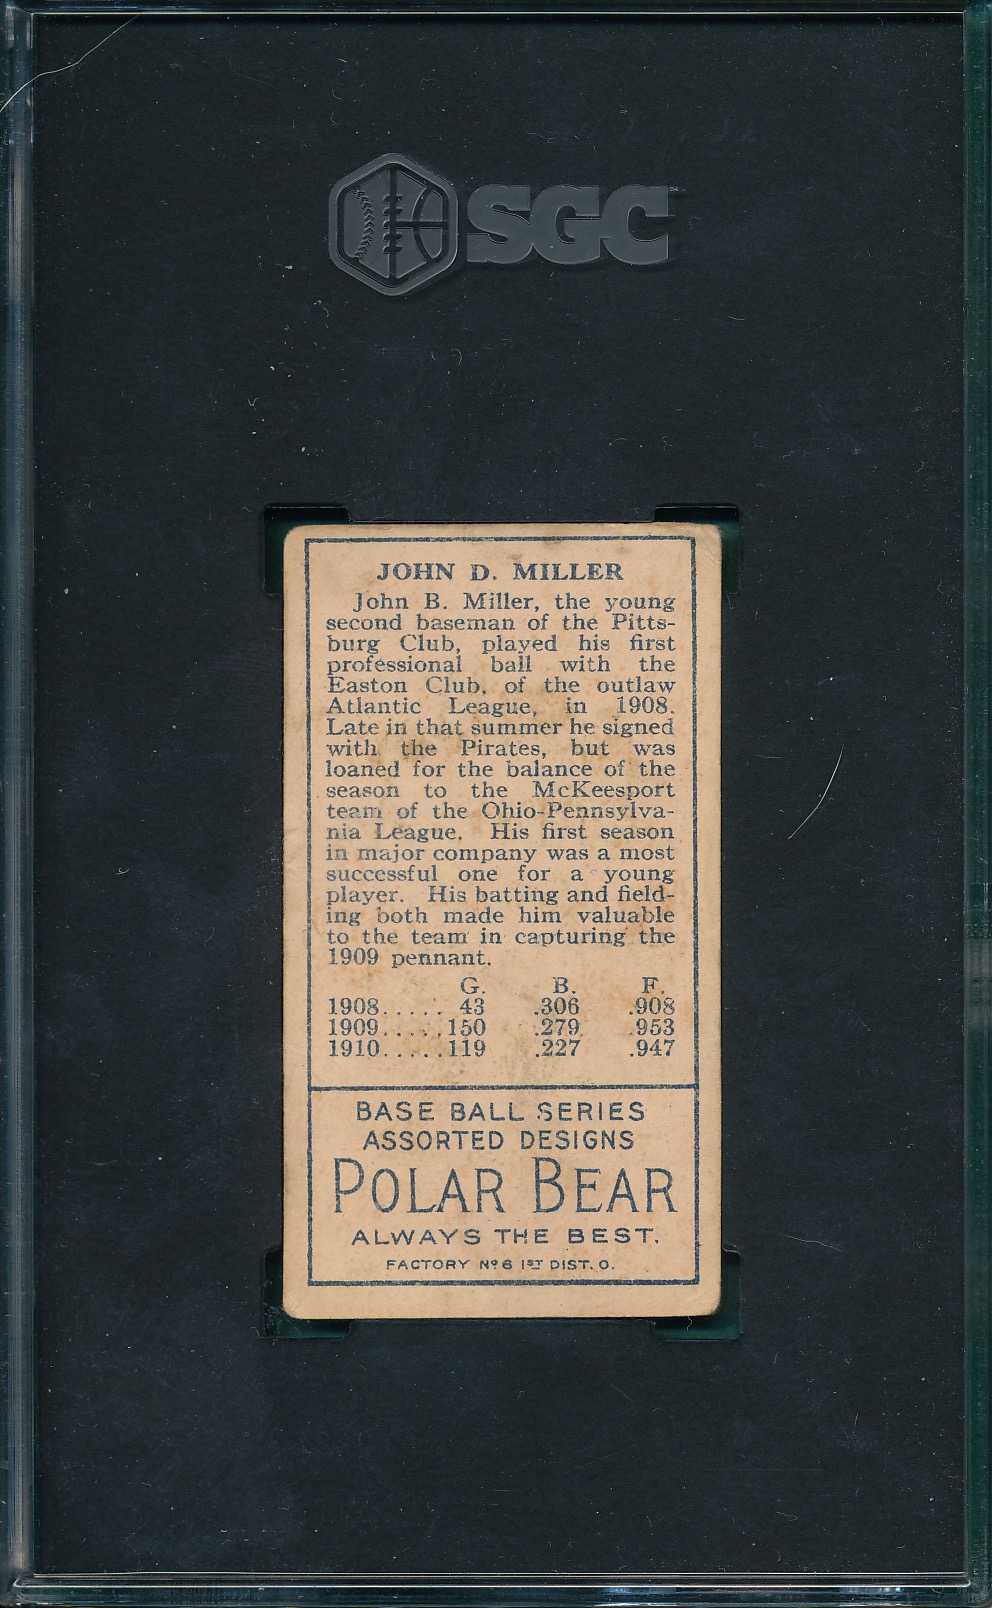 SGC
JOHN D. MILLER
John B. Miller, the young
second baseman of the Pitts-
burg Club, played his first
professional ball with the
Easton Club, of the outlaw
Atlantic League, in 1908.
Late in that summer he signed
with the Pirates, but was
loaned for the balance of the
season to the McKeesport
team of the Ohio-Pennsylva-
nia League. His first season
in major company was a most
successful one for a young
player. His batting and field-
ing both made him valuable
to the team in capturing the
1909 pennant.
G. B. F.
1908..... 43 .306 .908
1909.....150 .279 .953
1910.....119 .227 .947
BASE BALL SERIES
ASSORTED DESIGNS
POLAR BEAR
ALWAYS THE BEST.
FACTORY Nº 6 1ST DIST. O.